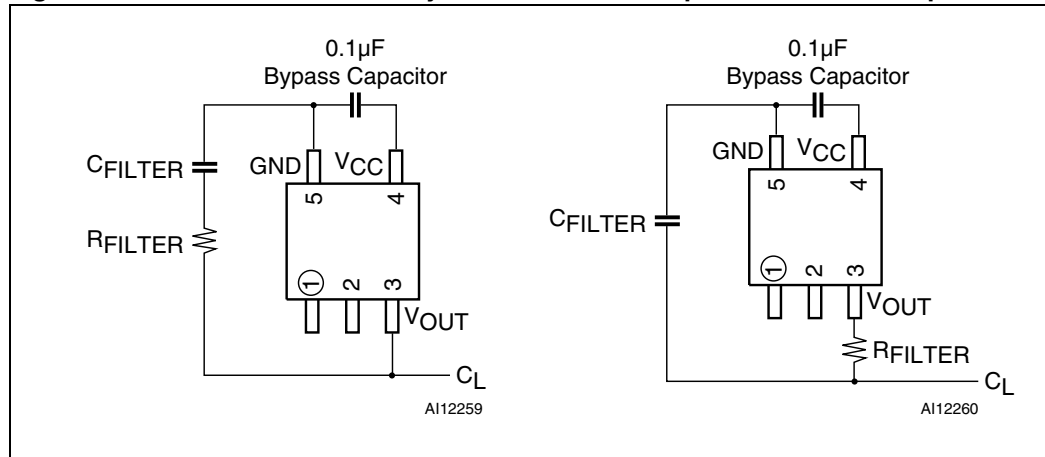 0.1µF
Bypass Capacitor
CFILTER
GND
VCC
5
4
RFILTER
1
2
3
VOUT
CL
AI12259
0.1µF
Bypass Capacitor
GND
VCC
5
4
CFILTER
1
2
3
VOUT
RFILTER
CL
AI12260